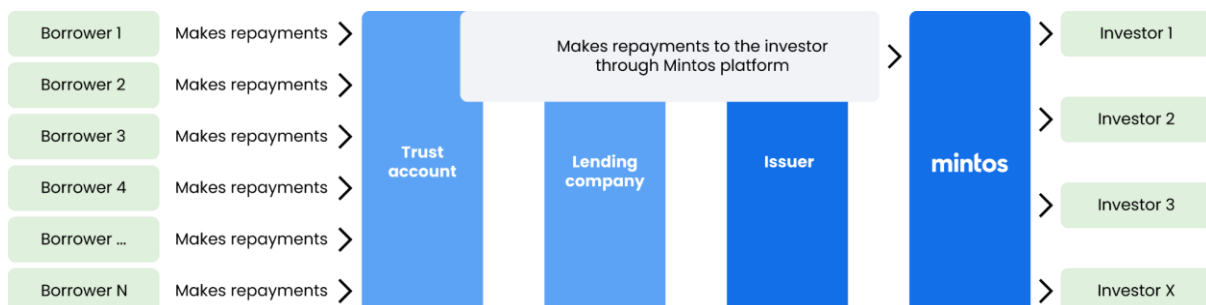 Borrower 1
Makes repayments
Borrower 2
Makes repayments
Borrower 3
Makes repayments
Borrower 4
Makes repayments
Borrower ...
Makes repayments
Borrower N
Makes repayments
Trust
account
Makes repayments to the investor
through Mintos platform
Lending
company
Issuer
mintos
Investor 1
Investor 2
Investor 3
Investor X